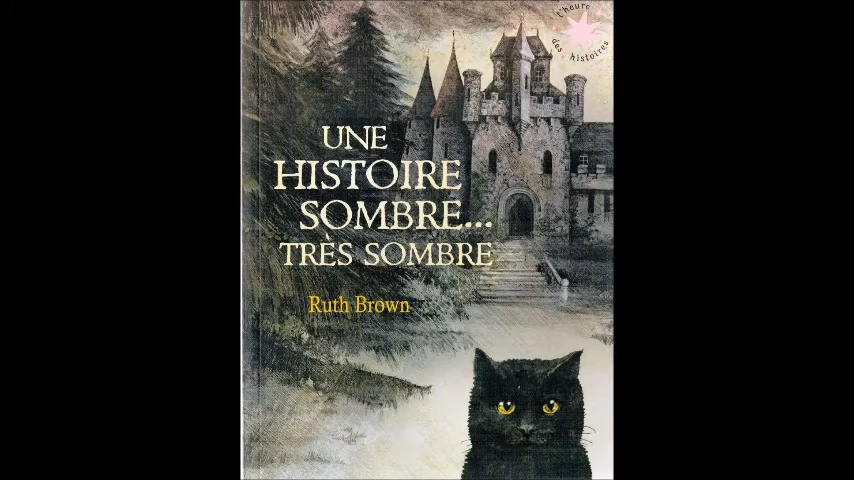 l'heure
des histoires
UNE
HISTOIRE
SOMBRE...
TRÈS SOMBRE
Ruth Brown